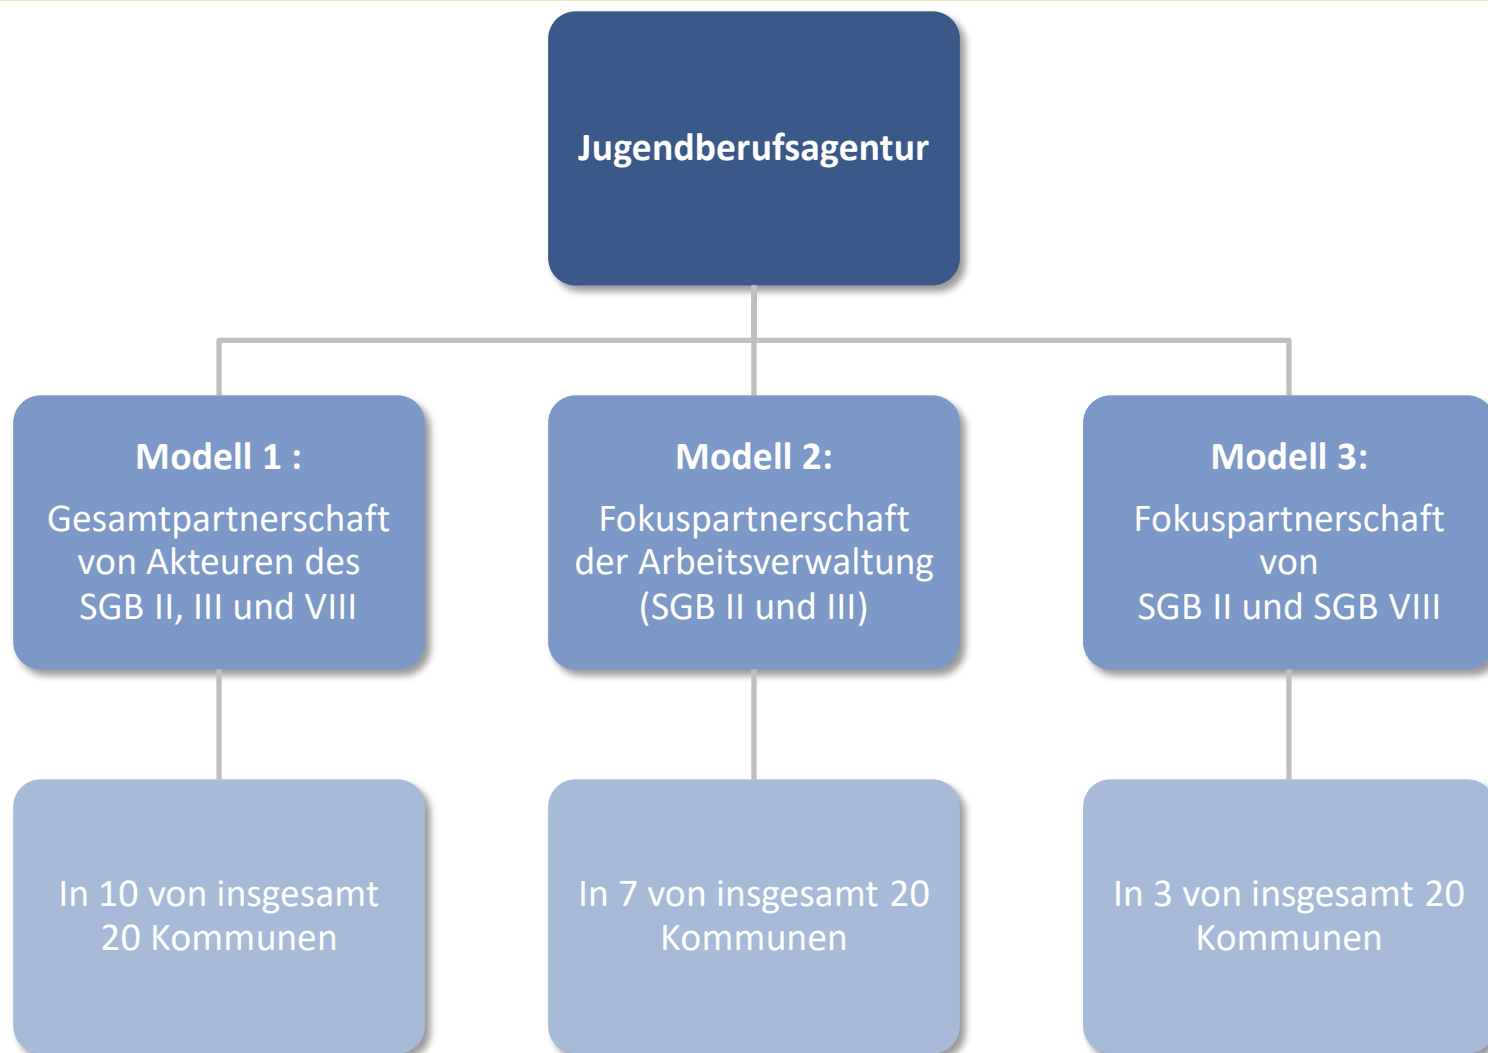 Jugendberufsagentur
Modell 1 :
Gesamtpartnerschaft
von Akteuren des
SGB II, III und VIII
Modell 2:
Fokuspartnerschaft
der Arbeitsverwaltung
(SGB II und III)
Modell 3:
Fokuspartnerschaft
von
SGB II und SGB VIII
In 10 von insgesamt
20 Kommunen
In 7 von insgesamt 20
Kommunen
In 3 von insgesamt 20
Kommunen